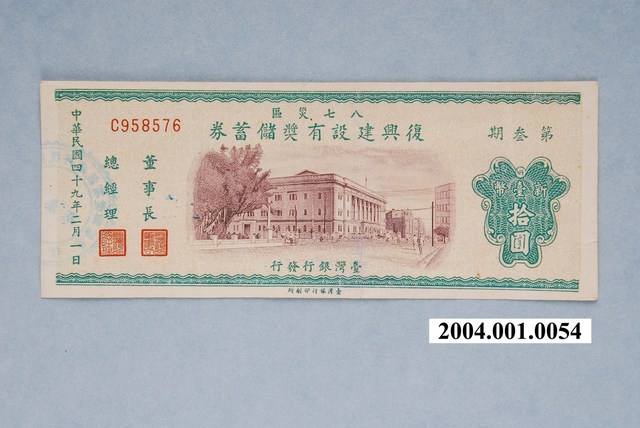 第叁期
八七災區
復興建設有獎儲蓄券
C958576
新臺幣
拾圓
董事長
總經理
中華民國四十九年二月一日
臺灣銀行發行
臺灣銀行印刷所
2004.001.0054